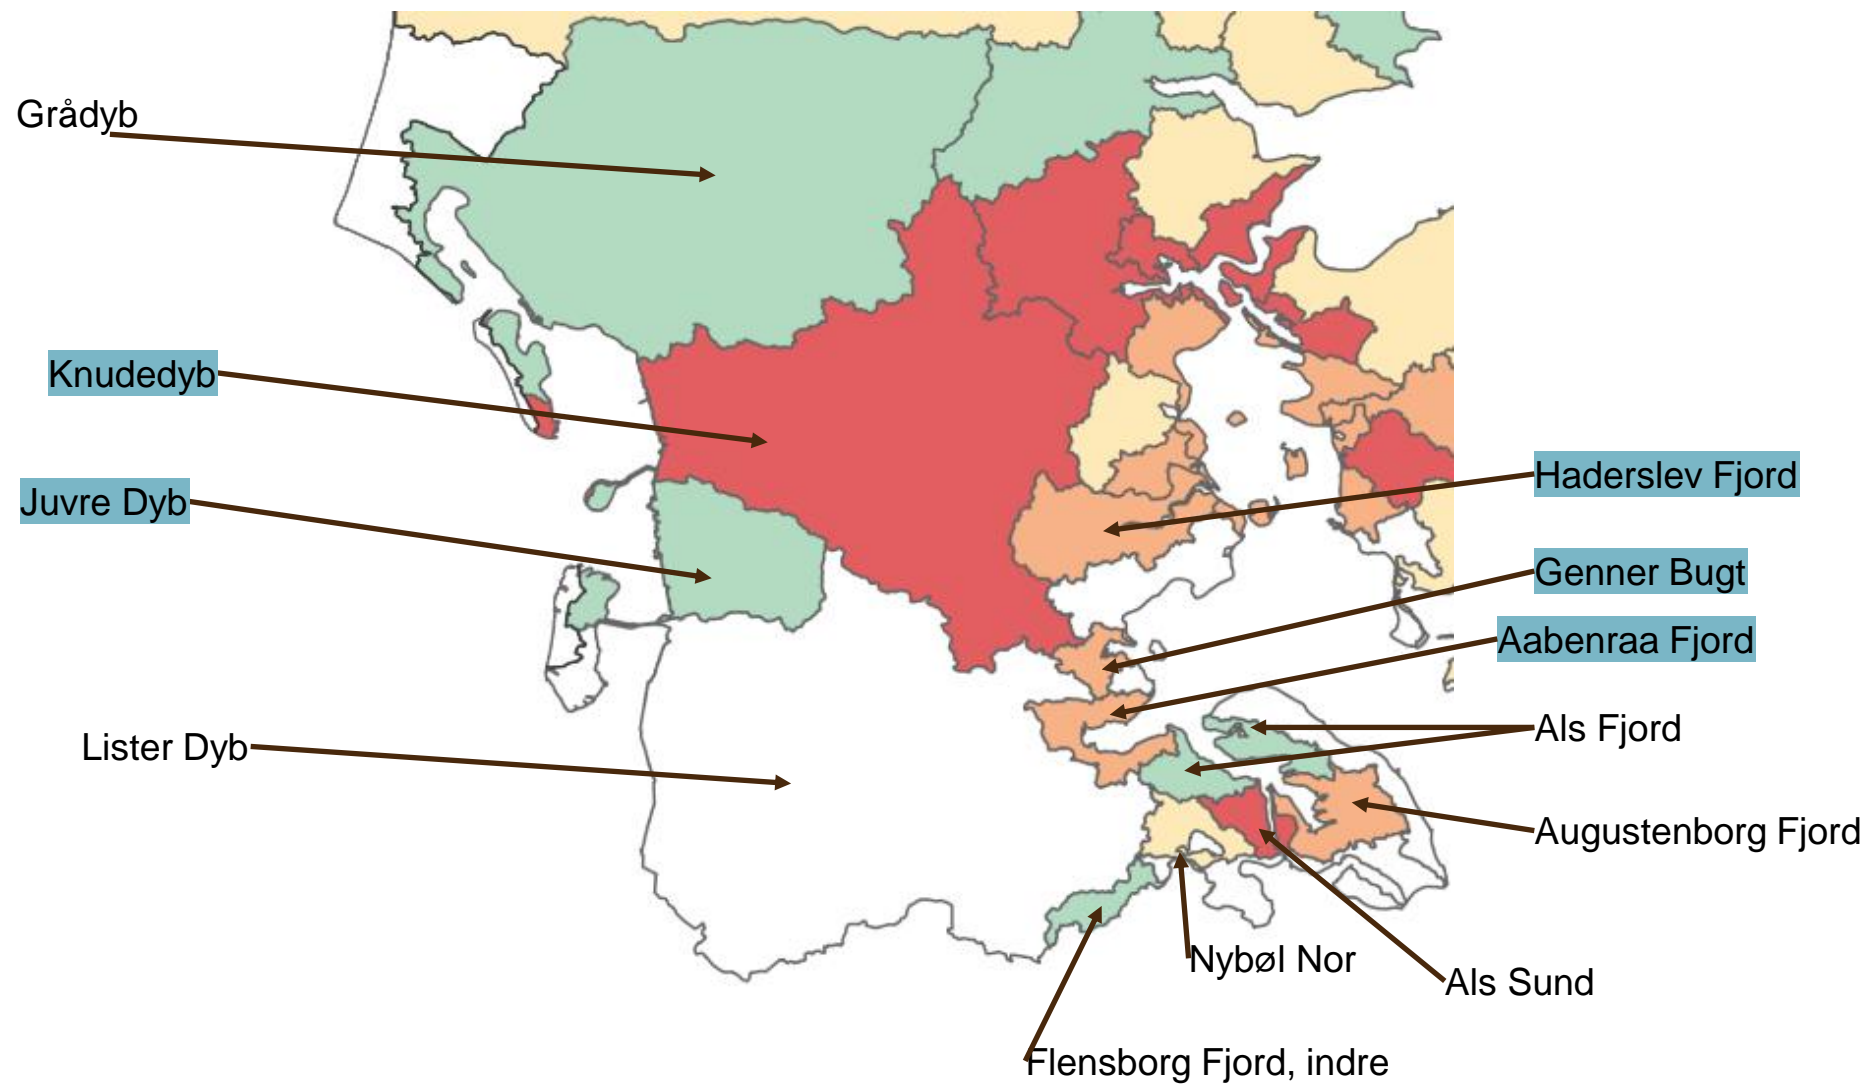 Grådyb
Knudedyb
Juvre Dyb
Lister Dyb
Haderslev Fjord
Genner Bugt
Aabenraa Fjord
Als Fjord
Augustenborg Fjord
Nybøl Nor
Als Sund
Flensborg Fjord, indre